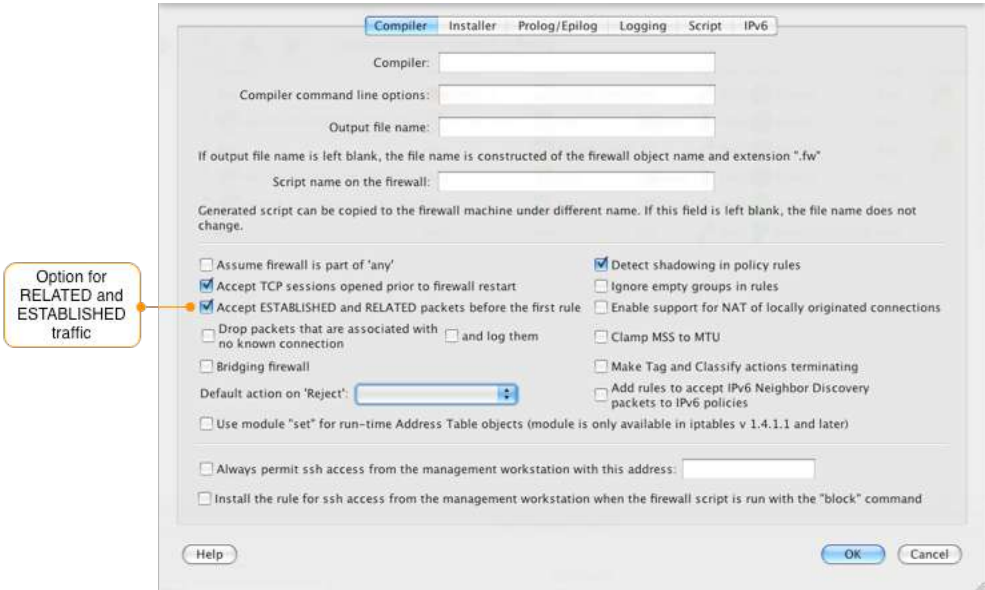 Compiler Installer Prolog/Epilog Logging Script IPv6
Compiler:
Compiler command line options:
Output file name:
If output file name is left blank, the file name is constructed of the firewall object name and extension ".fw"
Script name on the firewall:
Generated script can be copied to the firewall machine under different name. If this field is left blank, the file name does not
change.
Option for
RELATED and
ESTABLISHED
traffic
Assume firewall is part of 'any'
Detect shadowing in policy rules
Accept TCP sessions opened prior to firewall restart
Ignore empty groups in rules
Accept ESTABLISHED and RELATED packets before the first rule
Enable support for NAT of locally originated connections
Drop packets that are associated with
no known connection
and log them
Clamp MSS to MTU
Bridging firewall
Make Tag and Classify actions terminating
Default action on 'Reject':
Add rules to accept IPv6 Neighbor Discovery
packets to IPv6 policies
Use module "set" for run-time Address Table objects (module is only available in iptables v 1.4.1.1 and later)
Always permit ssh access from the management workstation with this address:
Install the rule for ssh access from the management workstation when the firewall script is run with the "block" command
Help
OK
Cancel